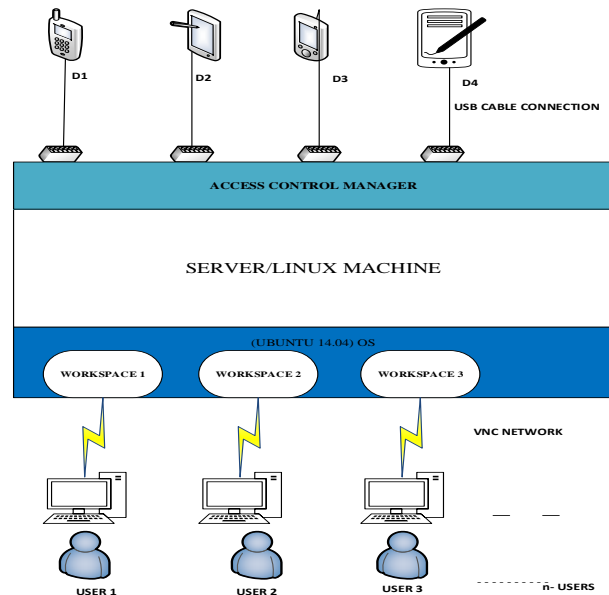 D1
D2
D3
D4
USB CABLE CONNECTION
ACCESS CONTROL MANAGER
SERVER/LINUX MACHINE
(UBUNTU 14.04) OS
WORKSPACE 1
WORKSPACE 2
WORKSPACE 3
VNC NETWORK
USER 1
USER 2
USER 3
n- USERS